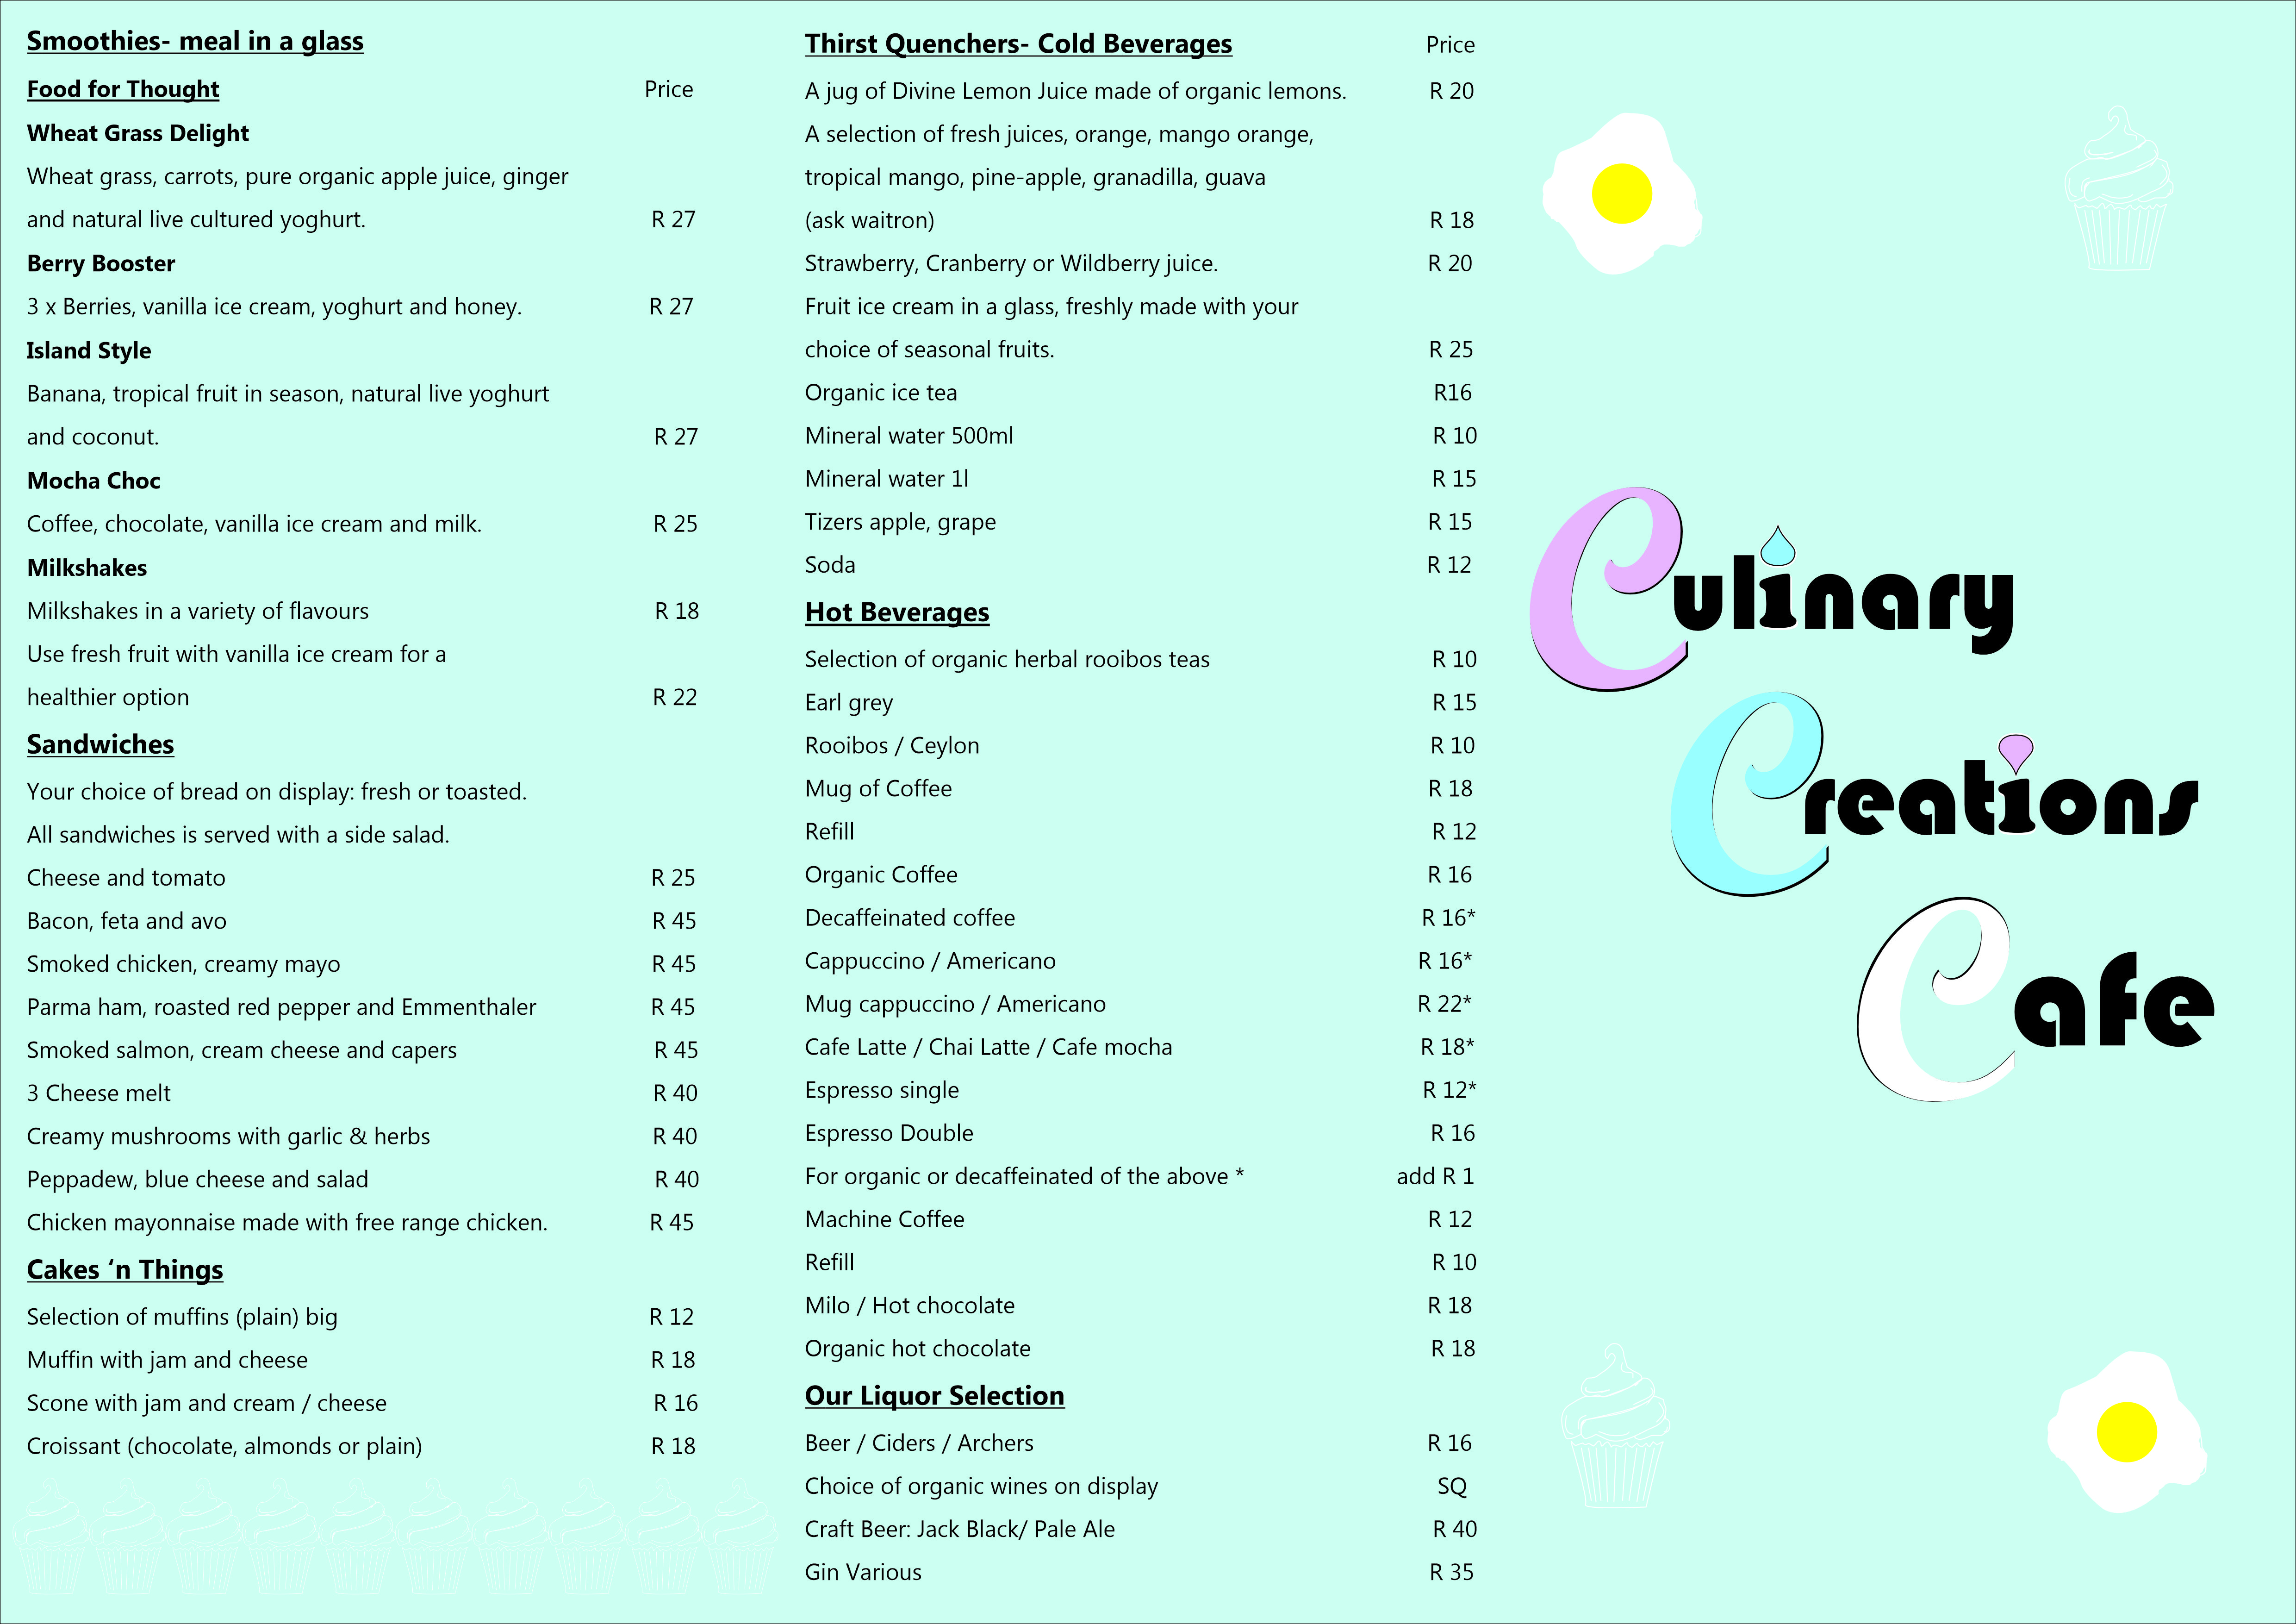 Smoothies- meal in a glass
Food for Thought Price
Wheat Grass Delight
Wheat grass, carrots, pure organic apple juice, ginger
and natural live cultured yoghurt. R 27
Berry Booster
3 x Berries, vanilla ice cream, yoghurt and honey. R 27
Island Style
Banana, tropical fruit in season, natural live yoghurt
and coconut. R 27
Mocha Choc
Coffee, chocolate, vanilla ice cream and milk. R 25
Milkshakes
Milkshakes in a variety of flavours R 18
Use fresh fruit with vanilla ice cream for a
healthier option R 22
Sandwiches
Your choice of bread on display: fresh or toasted.
All sandwiches is served with a side salad.
Cheese and tomato R 25
Bacon, feta and avo R 45
Smoked chicken, creamy mayo R 45
Parma ham, roasted red pepper and Emmenthaler R 45
Smoked salmon, cream cheese and capers R 45
3 Cheese melt R 40
Creamy mushrooms with garlic & herbs R 40
Peppadew, blue cheese and salad R 40
Chicken mayonnaise made with free range chicken. R 45
Cakes ‘n Things
Selection of muffins (plain) big R 12
Muffin with jam and cheese R 18
Scone with jam and cream / cheese R 16
Croissant (chocolate, almonds or plain) R 18
Thirst Quenchers- Cold Beverages Price
A jug of Divine Lemon Juice made of organic lemons. R 20
A selection of fresh juices, orange, mango orange,
tropical mango, pine-apple, granadilla, guava
(ask waitron) R 18
Strawberry, Cranberry or Wildberry juice. R 20
Fruit ice cream in a glass, freshly made with your
choice of seasonal fruits. R 25
Organic ice tea R16
Mineral water 500ml R 10
Mineral water 1l R 15
Tizers apple, grape R 15
Soda R 12
Hot Beverages
Selection of organic herbal rooibos teas R 10
Earl grey R 15
Rooibos / Ceylon R 10
Mug of Coffee R 18
Refill R 12
Organic Coffee R 16
Decaffeinated coffee R 16*
Cappuccino / Americano R 16*
Mug cappuccino / Americano R 22*
Cafe Latte / Chai Latte / Cafe mocha R 18*
Espresso single R 12*
Espresso Double R 16
For organic or decaffeinated of the above * add R 1
Machine Coffee R 12
Refill R 10
Milo / Hot chocolate R 18
Organic hot chocolate R 18
Our Liquor Selection
Beer / Ciders / Archers R 16
Choice of organic wines on display SQ
Craft Beer: Jack Black/ Pale Ale R 40
Gin Various R 35
Culinary
Creations
Cafe